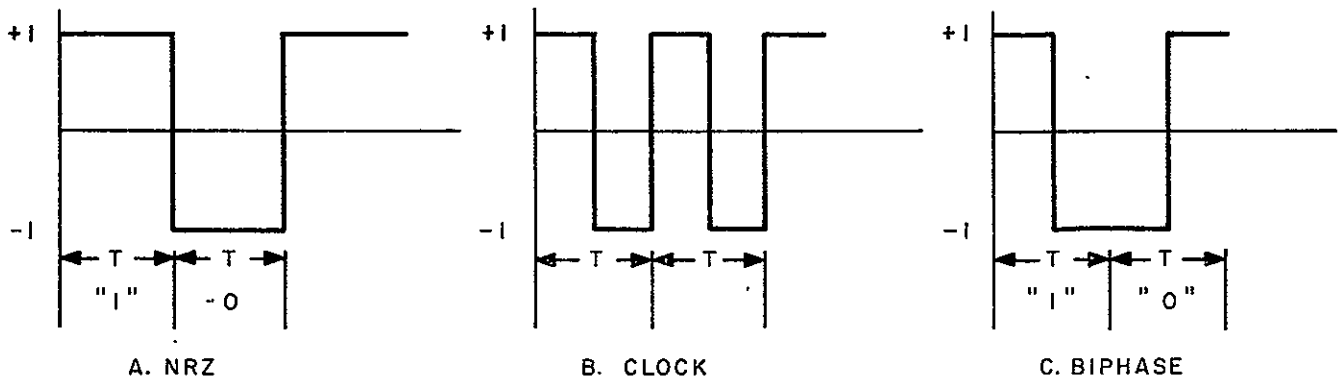 +1 +1 +1
-1 -1 -1
T T T T T T
"1" -0 "1" "0"
A. NRZ B. CLOCK C. BIPHASE